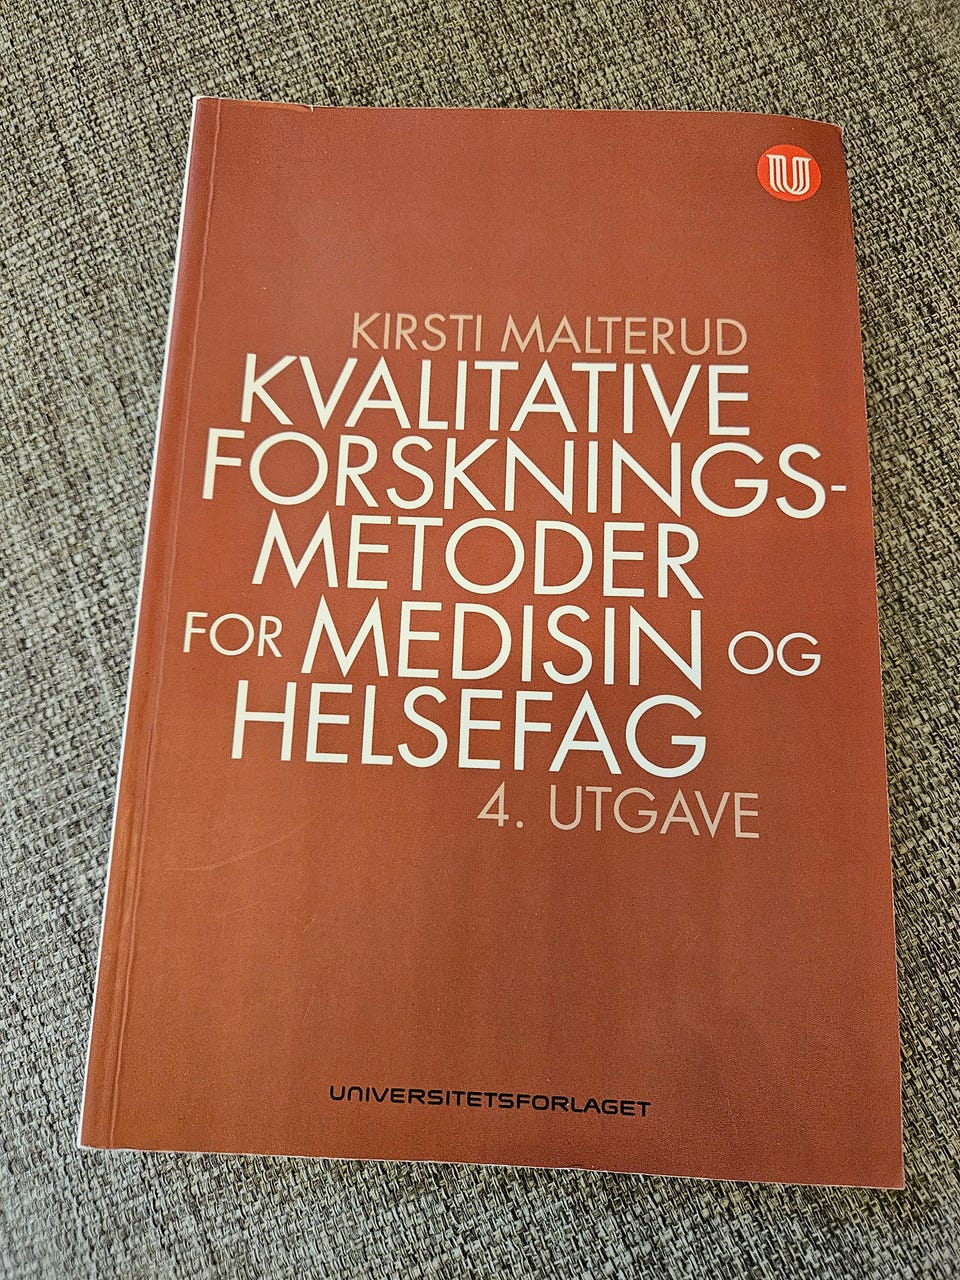 U
KIRSTI MALTERUD
KVALITATIVE
FORSKNINGS-
METODER
FOR MEDISIN OG
HELSEFAG
4. UTGAVE
UNIVERSITETSFORLAGET